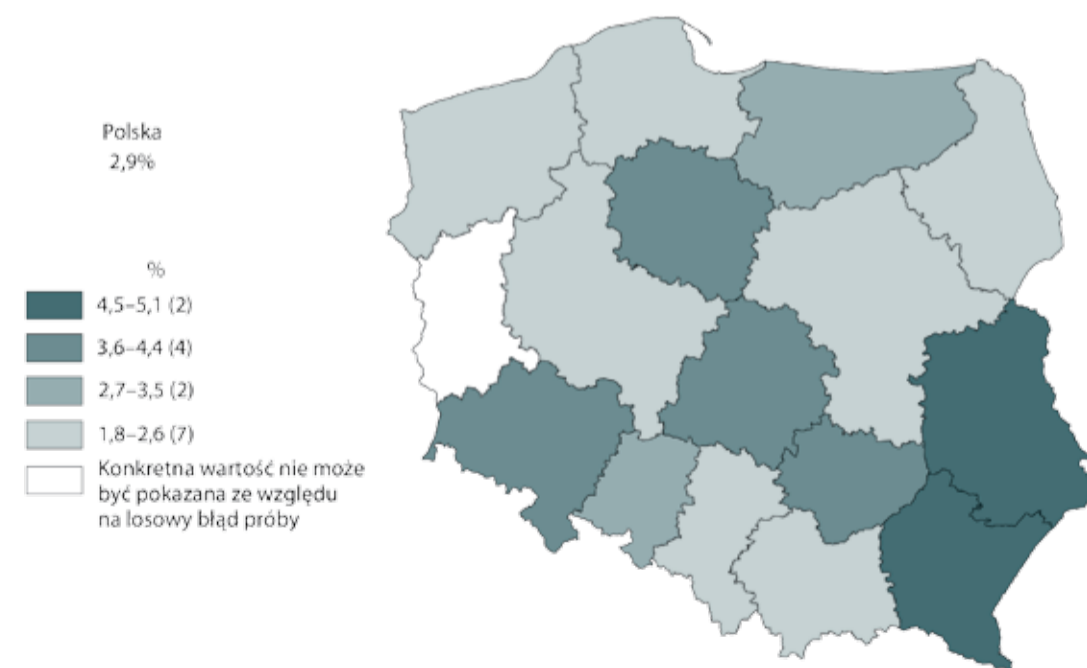 Polska
2,9%
%
4,5–5,1 (2)
3,6–4,4 (4)
2,7–3,5 (2)
1,8–2,6 (7)
Konkretna wartość nie może
być pokazana ze względu
na losowy błąd próby